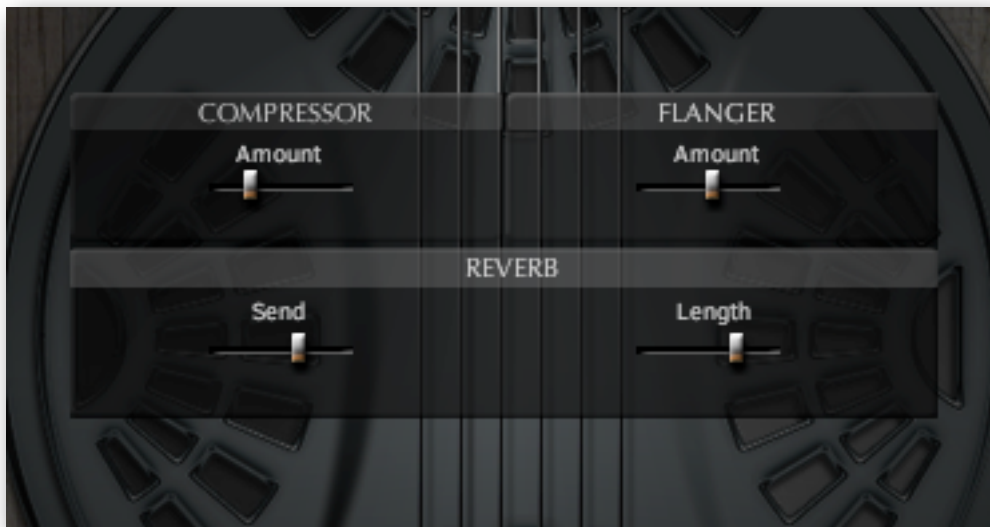 COMPRESSOR
FLANGER
Amount
Amount
REVERB
Send
Length